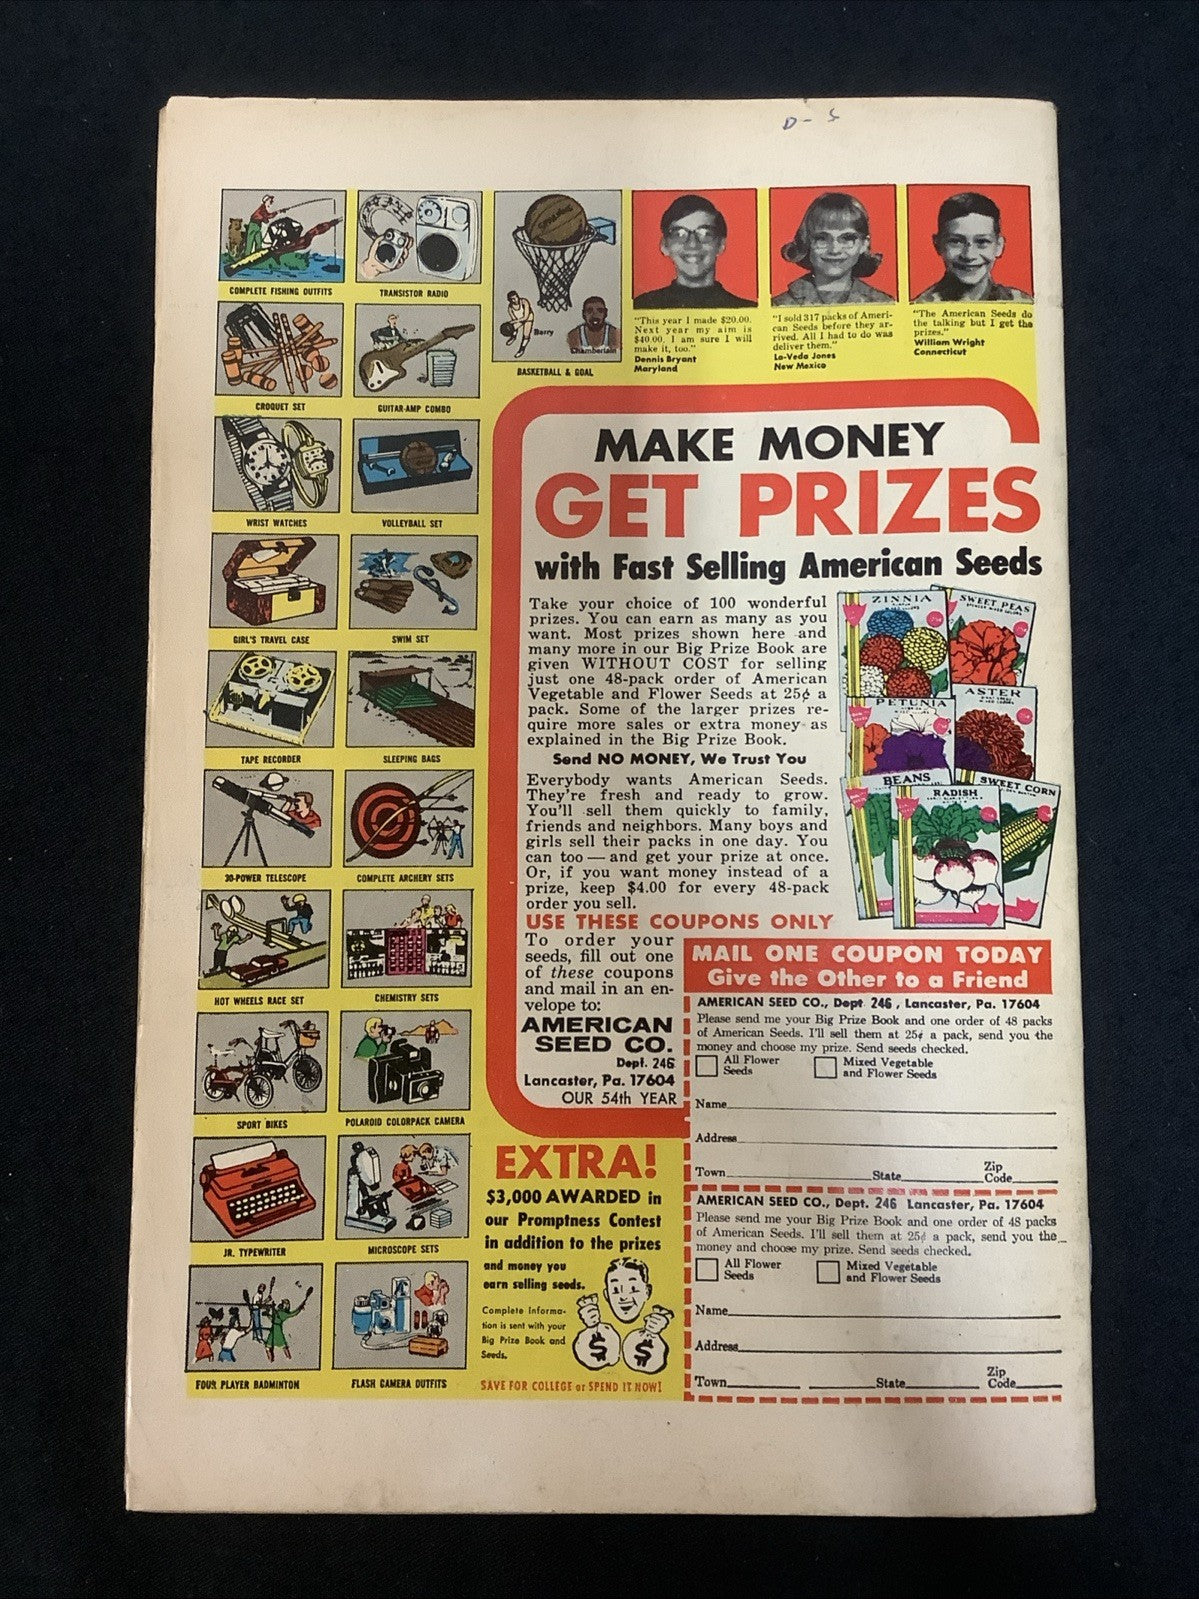 D- 5
COMPLETE FISHING OUTFITS
TRANSISTOR RADIO
CROQUET SET
GUITAR-AMP COMBO
WRIST WATCHES
VOLLEYBALL SET
GIRL'S TRAVEL CASE
SWIM SET
TAPE RECORDER
SLEEPING BAGS
30-POWER TELESCOPE
COMPLETE ARCHERY SETS
HOT WHEELS RACE SET
CHEMISTRY SETS
SPORT BIKES
POLAROID COLORPACK CAMERA
JR. TYPEWRITER
MICROSCOPE SETS
FOUR PLAYER BADMINTON
FLASH CAMERA OUTFITS
SPALDING
Barry
Chamberlain
BASKETBALL & GOAL
"This year I made $20.00.
Next year my aim is
$40.00. I am sure I will
make it, too."
Dennis Bryant
Maryland
"I sold 317 packs of Ameri-
can Seeds before they ar-
rived. All I had to do was
deliver them."
La-Veda Jones
New Mexico
"The American Seeds do
the talking but I get the
prizes."
William Wright
Connecticut
MAKE MONEY
GET PRIZES
with Fast Selling American Seeds
Take your choice of 100 wonderful
prizes. You can earn as many as you
want. Most prizes shown here and
many more in our Big Prize Book are
given WITHOUT COST for selling
just one 48-pack order of American
Vegetable and Flower Seeds at 25¢ a
pack. Some of the larger prizes re-
quire more sales or extra money as
explained in the Big Prize Book.
Send NO MONEY, We Trust You
Everybody wants American Seeds.
They're fresh and ready to grow.
You'll sell them quickly to family,
friends and neighbors. Many boys and
girls sell their packs in one day. You
can too — and get your prize at once.
Or, if you want money instead of a
prize, keep $4.00 for every 48-pack
order you sell.
ZINNIA
SWEET PEAS
PETUNIA
ASTER
BEANS
RADISH
SWEET CORN
USE THESE COUPONS ONLY
To order your
seeds, fill out one
of these coupons
and mail in an en-
velope to:
AMERICAN
SEED CO.
Dept. 246
Lancaster, Pa. 17604
OUR 54th YEAR
MAIL ONE COUPON TODAY
Give the Other to a Friend
AMERICAN SEED CO., Dept 246 , Lancaster, Pa. 17604
Please send me your Big Prize Book and one order of 48 packs
of American Seeds. I'll sell them at 25¢ a pack, send you the
money and choose my prize. Send seeds checked.
All Flower
Seeds
Mixed Vegetable
and Flower Seeds
Name
Address
Town State Zip
Code
AMERICAN SEED CO., Dept. 246 Lancaster, Pa. 17604
Please send me your Big Prize Book and one order of 48 packs
of American Seeds. I'll sell them at 25¢ a pack, send you the
money and choose my prize. Send seeds checked.
All Flower
Seeds
Mixed Vegetable
and Flower Seeds
Name
Address
Town State Zip
Code
EXTRA!
$3,000 AWARDED in
our Promptness Contest
in addition to the prizes
and money you
earn selling seeds.
Complete informa-
tion is sent with your
Big Prize Book and
Seeds.
$ $
SAVE FOR COLLEGE or SPEND IT NOW!